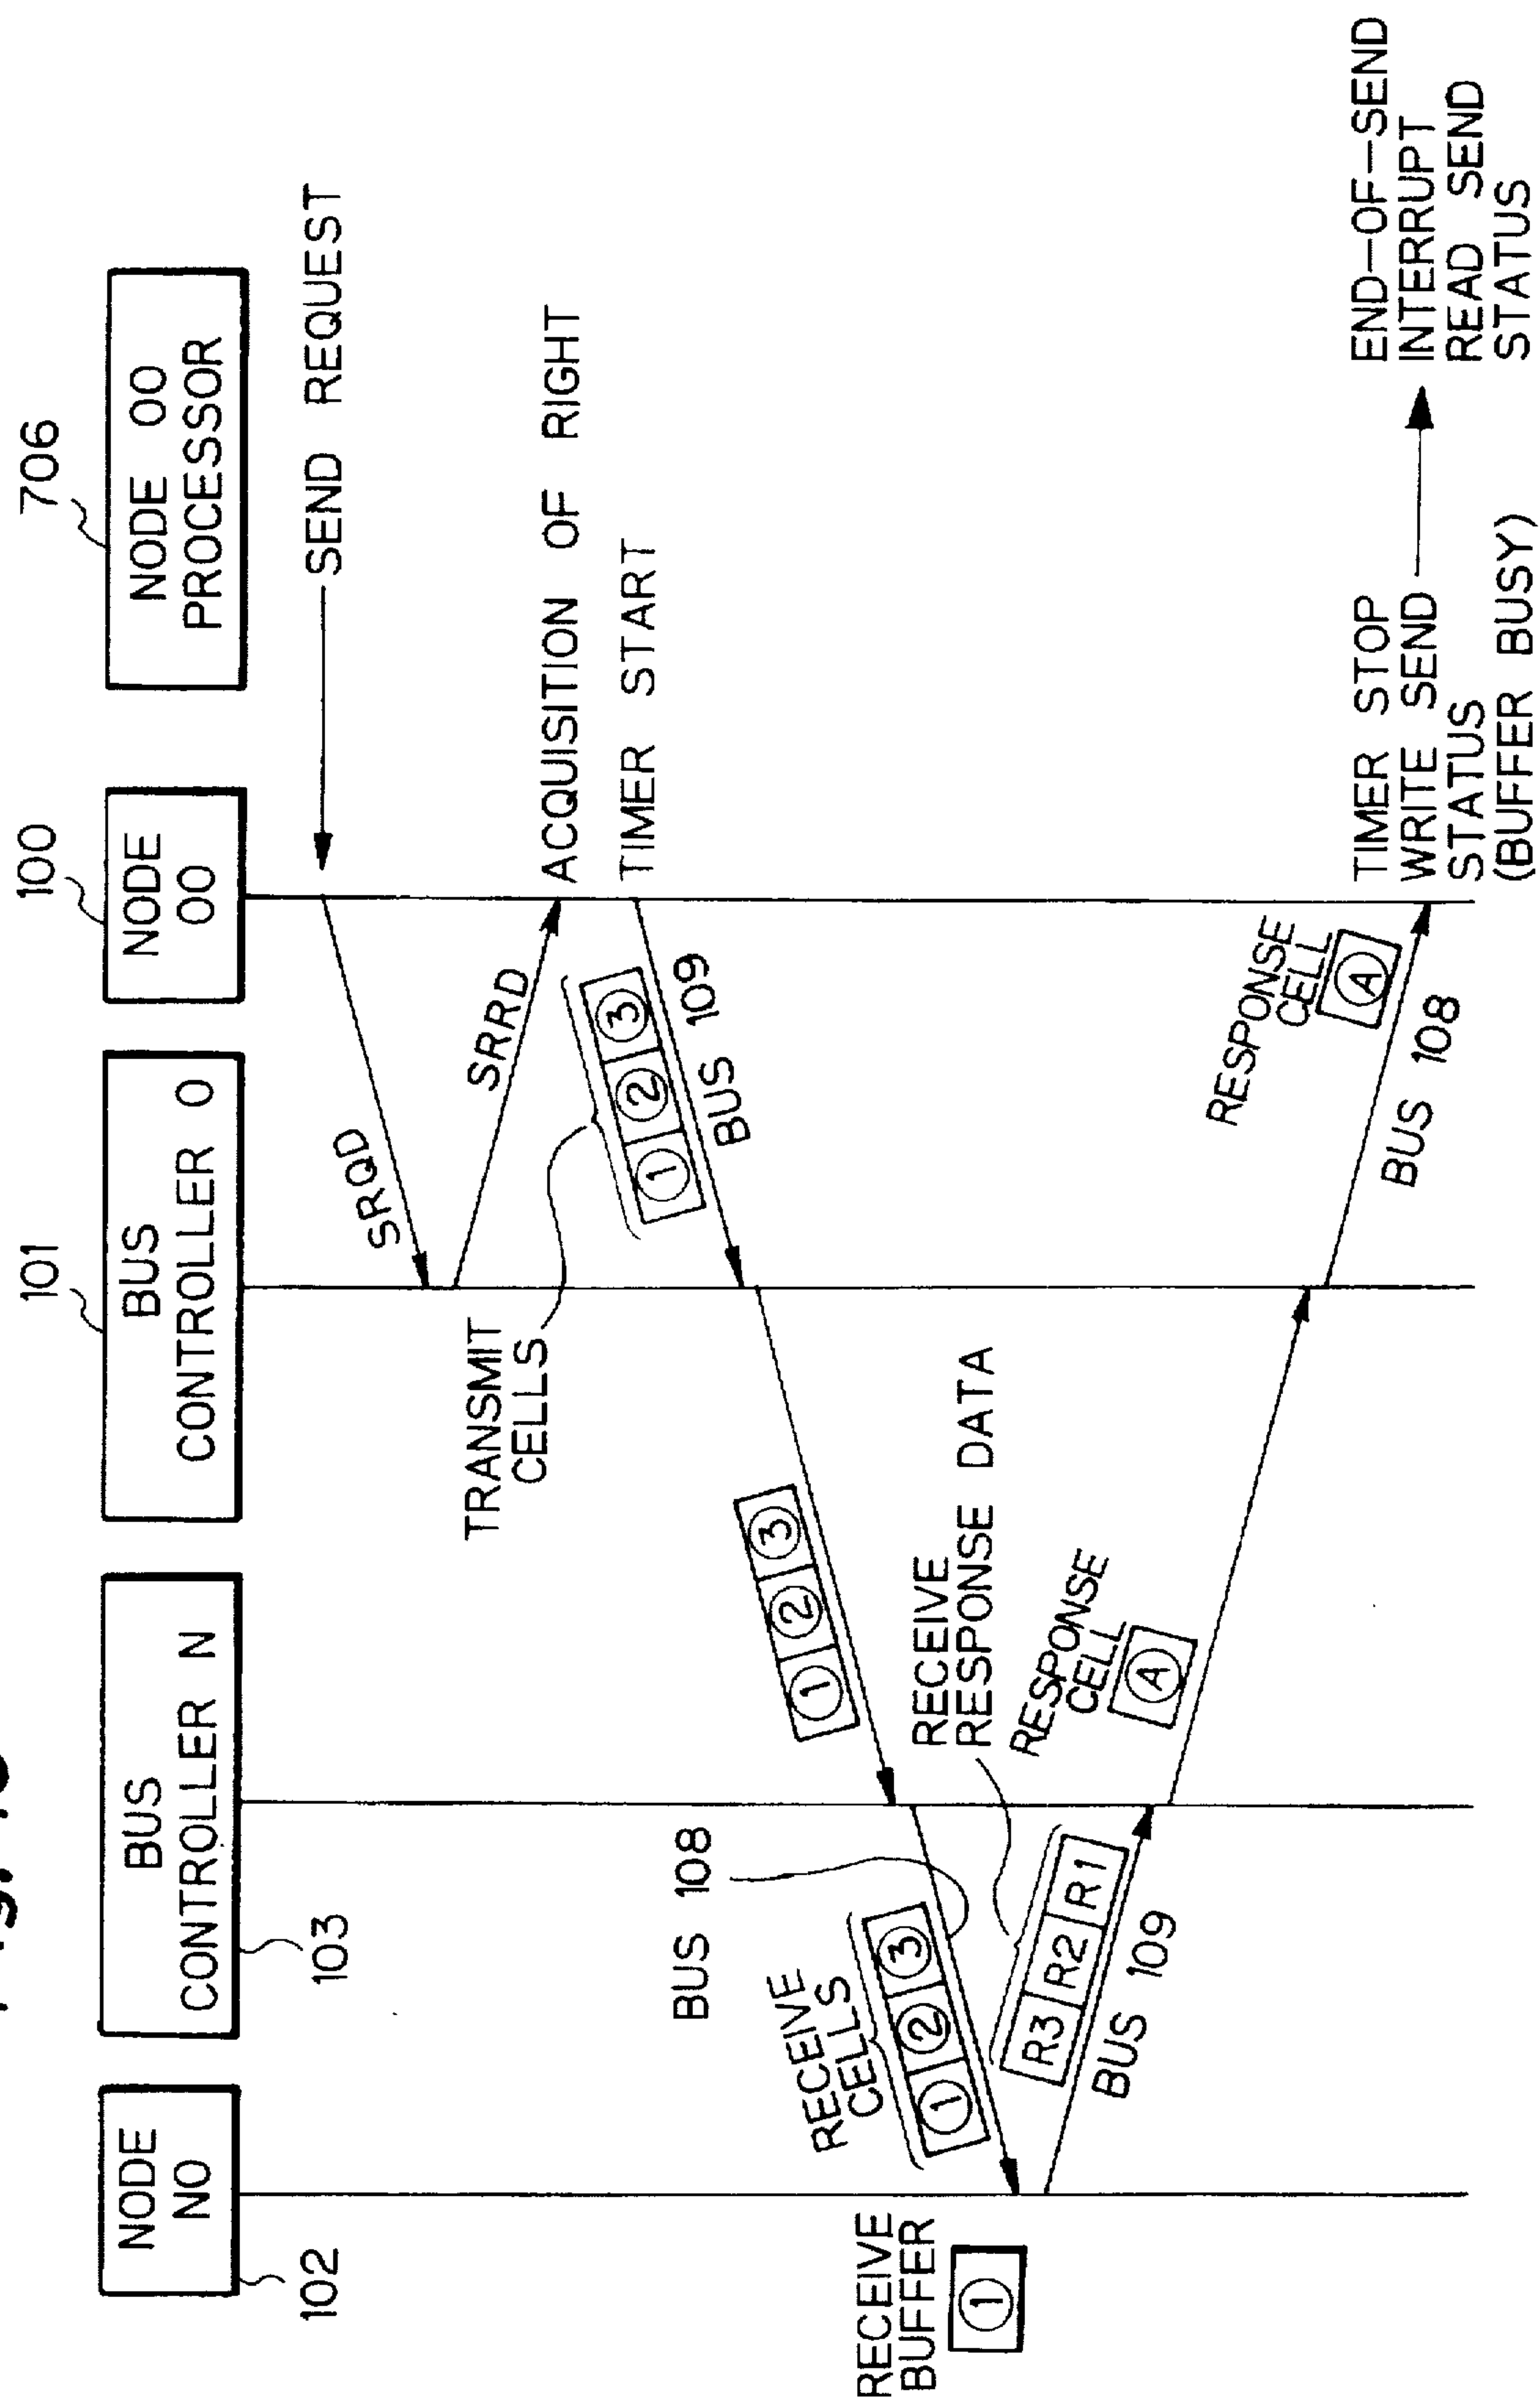 102
NODE
NO
103
BUS
CONTROLLER N
101
BUS
CONTROLLER O
100
NODE
00
706
NODE 00
PROCESSOR
SEND REQUEST
SRQD
SRRD
ACQUISITION OF RIGHT
TIMER START
TRANSMIT
CELLS
① ② ③
BUS 109
① ② ③
BUS 108
RECEIVE
CELLS
① ② ③
RECEIVE
BUFFER
①
RECEIVE
RESPONSE DATA
R3 R2 R1
BUS 109
RESPONSE
CELL
Ⓐ
RESPONSE
CELL
Ⓐ
BUS 108
TIMER STOP
WRITE SEND
STATUS
(BUFFER BUSY)
END-OF-SEND
INTERRUPT
READ SEND
STATUS